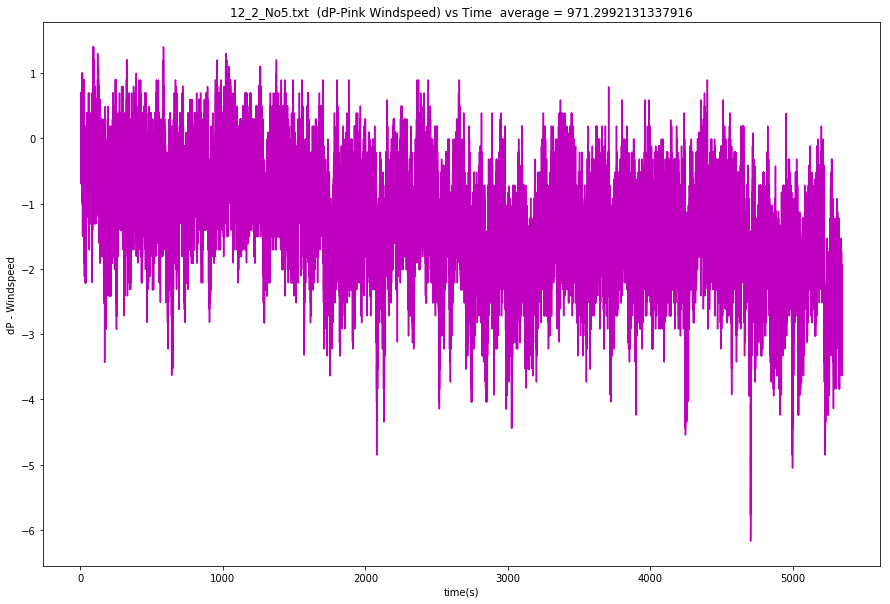 12_2_No5.txt  (dP-Pink Windspeed) vs Time  average = 971.2992131337916
1
0
−1
−2
−3
−4
−5
−6
dP - Windspeed
0 1000 2000 3000 4000 5000
time(s)